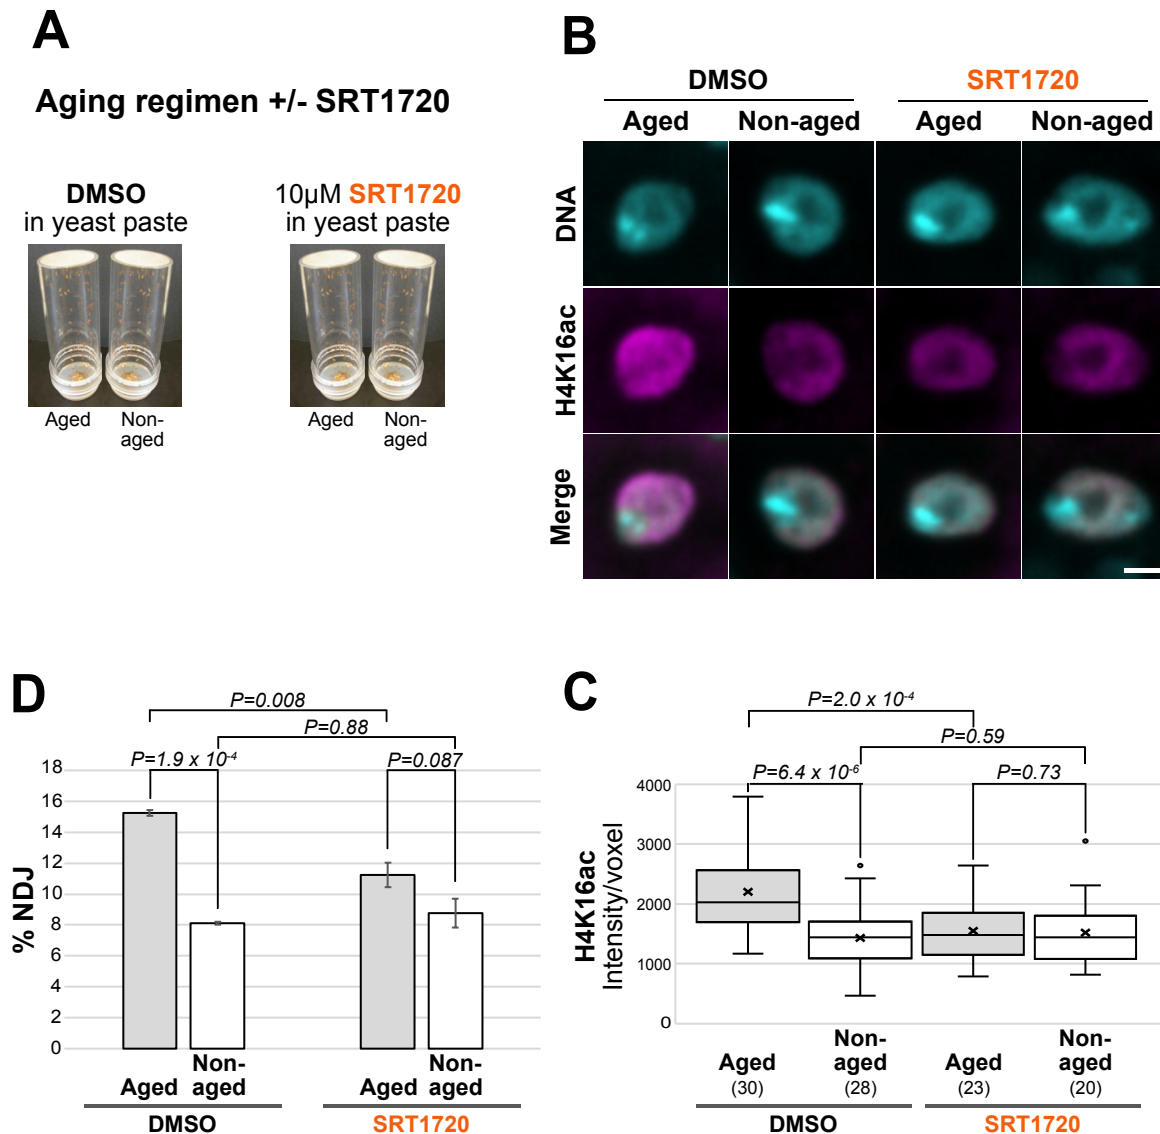 A
Aging regimen +/- SRT1720
DMSO
in yeast paste
10µM SRT1720
in yeast paste
Aged
Non-
aged
Aged
Non-
aged
B
DMSO
SRT1720
Aged
Non-aged
Aged
Non-aged
DNA
H4K16ac
Merge
D
P=0.008
P=0.88
P=1.9 x 10-4
P=0.087
% NDJ
18
16
14
12
10
8
6
4
2
0
Aged
Non-
aged
Aged
Non-
aged
DMSO
SRT1720
C
P=2.0 x 10-4
P=0.59
P=6.4 x 10-6
P=0.73
H4K16ac
Intensity/voxel
4000
3000
2000
1000
0
Aged
(30)
Non-
aged
(28)
Aged
(23)
Non-
aged
(20)
DMSO
SRT1720